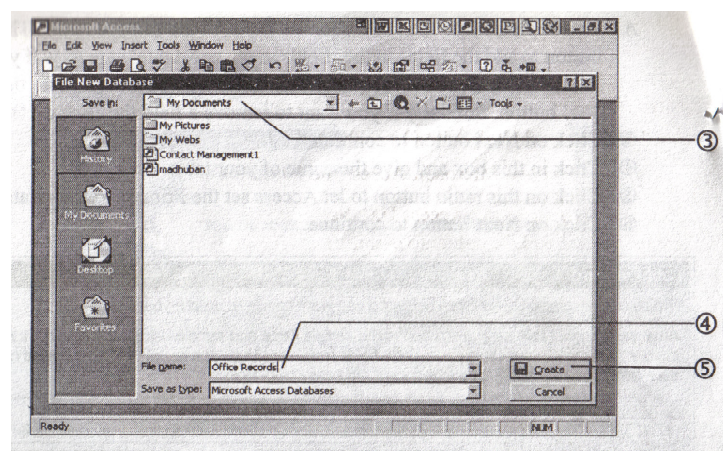 Microsoft Access
File Edit View Insert Tools Window Help
File New Database
Save in: My Documents Tools
③
My Pictures
My Webs
Contact Management1
madhuban
History
My Documents
Desktop
Favorites
④
File name: Office Records Create
⑤
Save as type: Microsoft Access Databases Cancel
Ready NUM